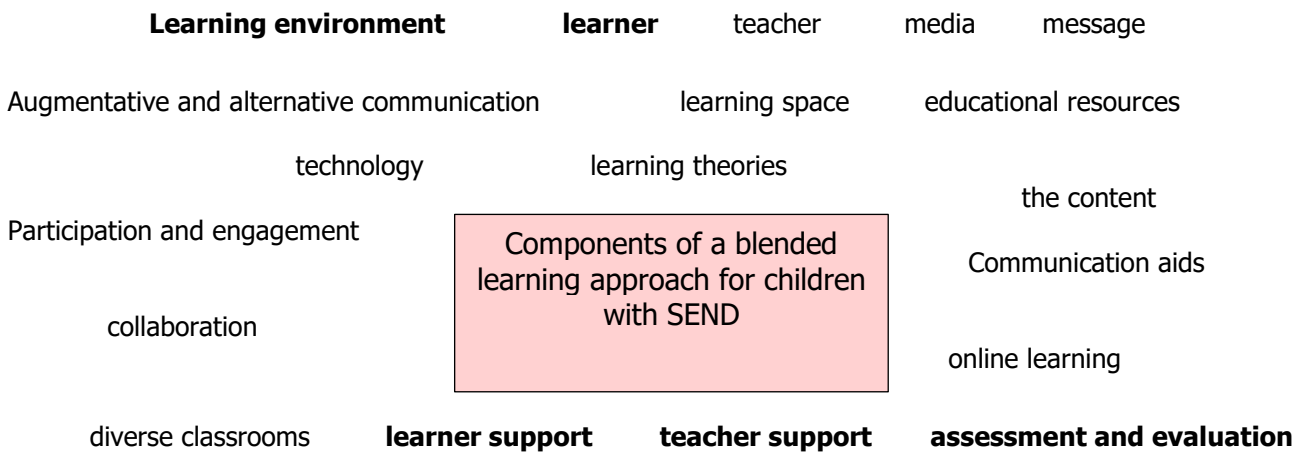 Learning environment learner teacher media message
Augmentative and alternative communication learning space educational resources
technology learning theories
the content
Participation and engagement
Components of a blended
learning approach for children
with SEND
Communication aids
collaboration
online learning
diverse classrooms learner support teacher support assessment and evaluation